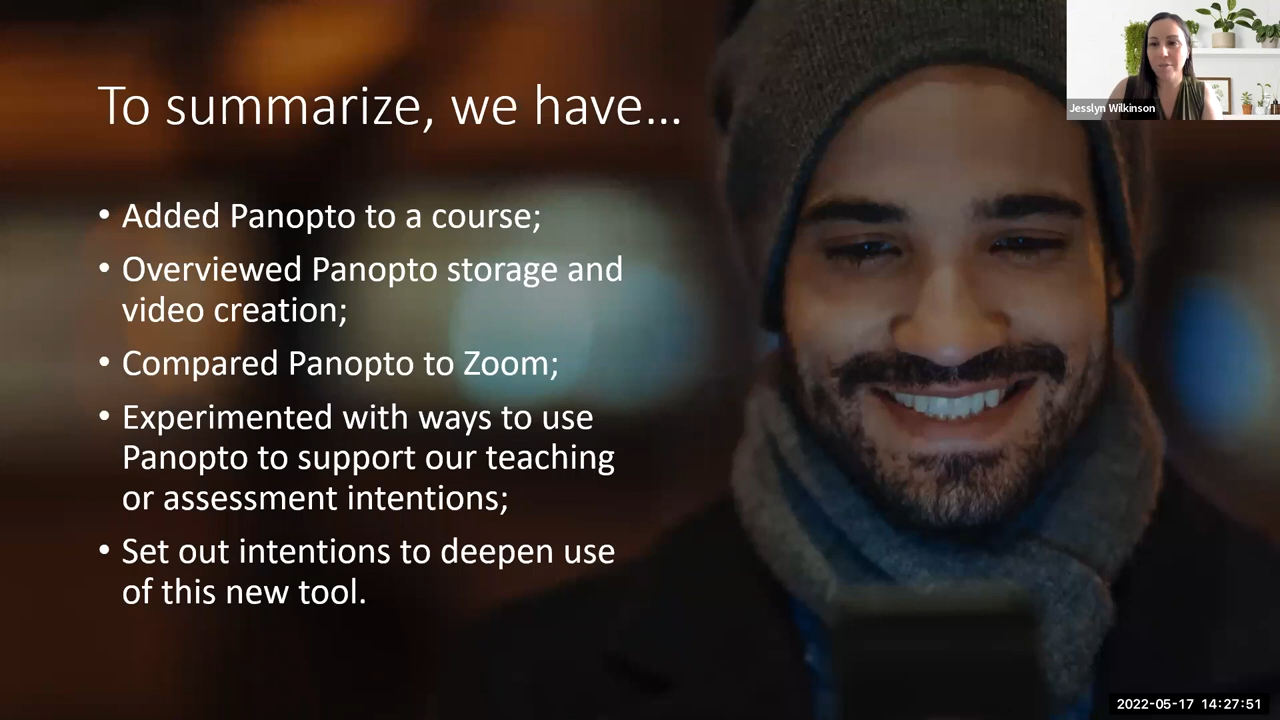 To summarize, we have...
• Added Panopto to a course;
• Overviewed Panopto storage and
video creation;
• Compared Panopto to Zoom;
• Experimented with ways to use
Panopto to support our teaching
or assessment intentions;
• Set out intentions to deepen use
of this new tool.
Jesslyn Wilkinson
2022-05-17 14:27:51